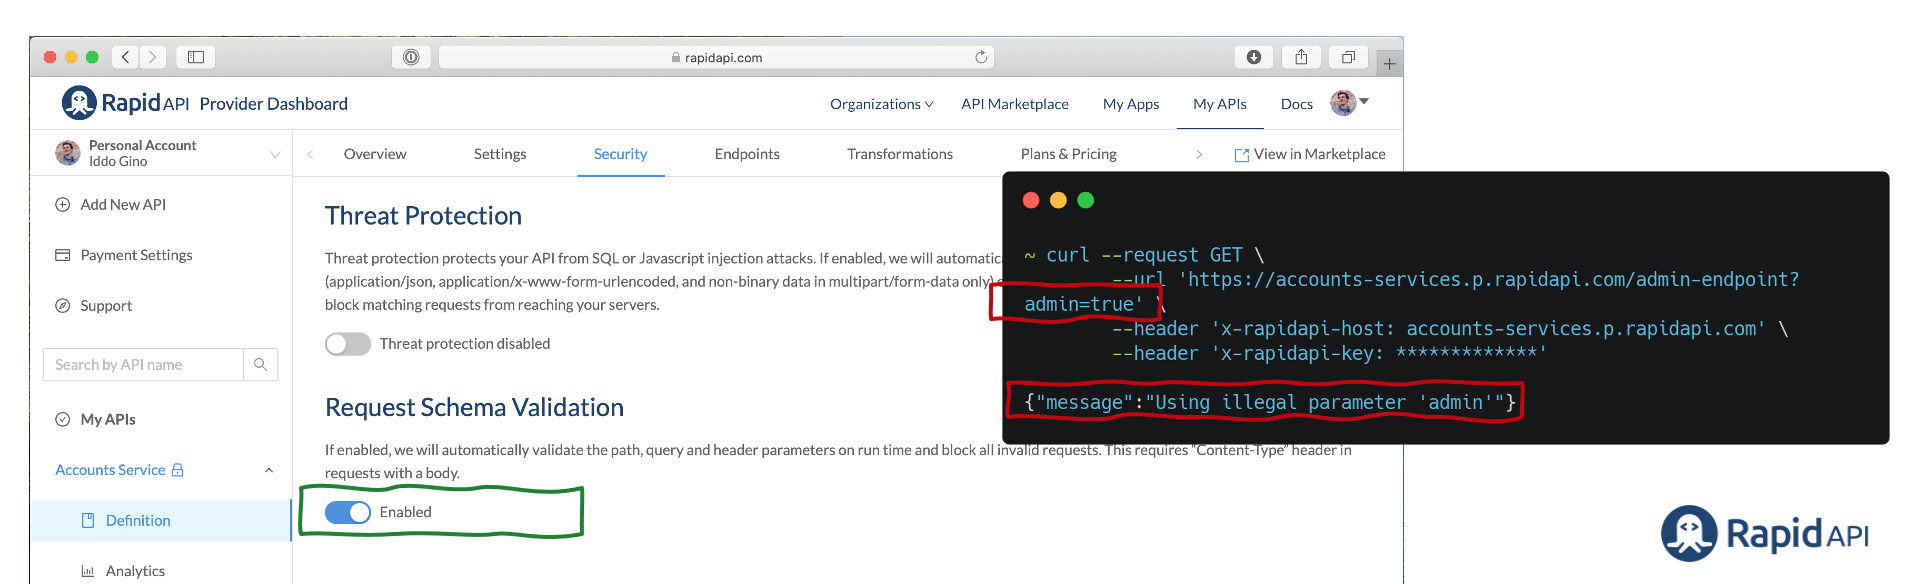 rapidapi.com
Rapid API Provider Dashboard
Organizations
API Marketplace
My Apps
My APIs
Docs
Personal Account
Iddo Gino
Overview
Settings
Security
Endpoints
Transformations
Plans & Pricing
View in Marketplace
Add New API
Payment Settings
Support
Search by API name
My APIs
Accounts Service
Definition
Analytics
Threat Protection
Threat protection protects your API from SQL or Javascript injection attacks. If enabled, we will automatica
(application/json, application/x-www-form-urlencoded, and non-binary data in multipart/form-data only)
block matching requests from reaching your servers.
Threat protection disabled
Request Schema Validation
If enabled, we will automatically validate the path, query and header parameters on run time and block all invalid requests. This requires “Content-Type” header in
requests with a body.
Enabled
~ curl --request GET \
--url 'https://accounts-services.p.rapidapi.com/admin-endpoint?
admin=true' \
--header 'x-rapidapi-host: accounts-services.p.rapidapi.com' \
--header 'x-rapidapi-key: *************'
{"message":"Using illegal parameter 'admin'"}
Rapid API